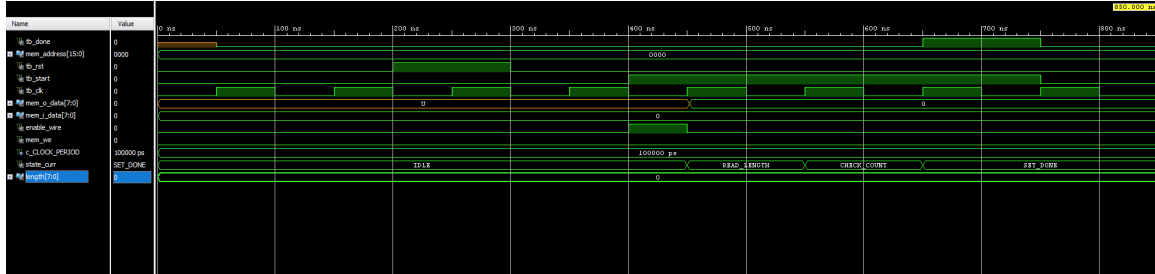 850.000 ns
Name Value
0 ns 100 ns 200 ns 300 ns 400 ns 500 ns 600 ns 700 ns 800 ns
tb_done 0
mem_address[15:0] 0000 0000
tb_rst 0
tb_start 0
tb_clk 0
mem_o_data[7:0] 0 U 0
mem_i_data[7:0] 0 0
enable_wire 0
mem_we 0
c_CLOCK_PERIOD 100000 ps 100000 ps
state_curr SET_DONE IDLE READ_LENGTH CHECK_COUNT SET_DONE
length[7:0] 0 0